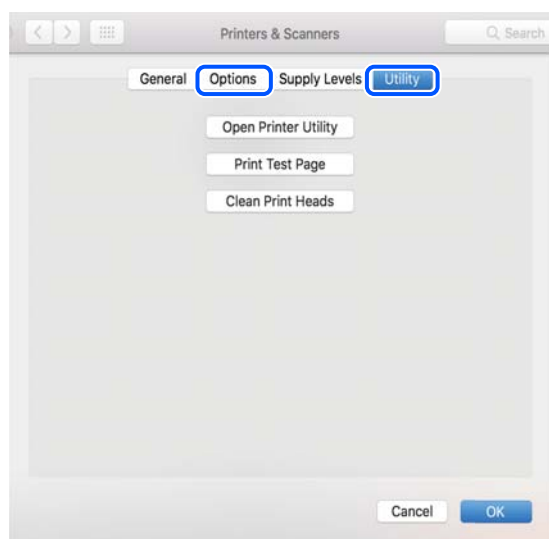 Printers & Scanners Search
General Options Supply Levels Utility
Open Printer Utility
Print Test Page
Clean Print Heads
Cancel OK